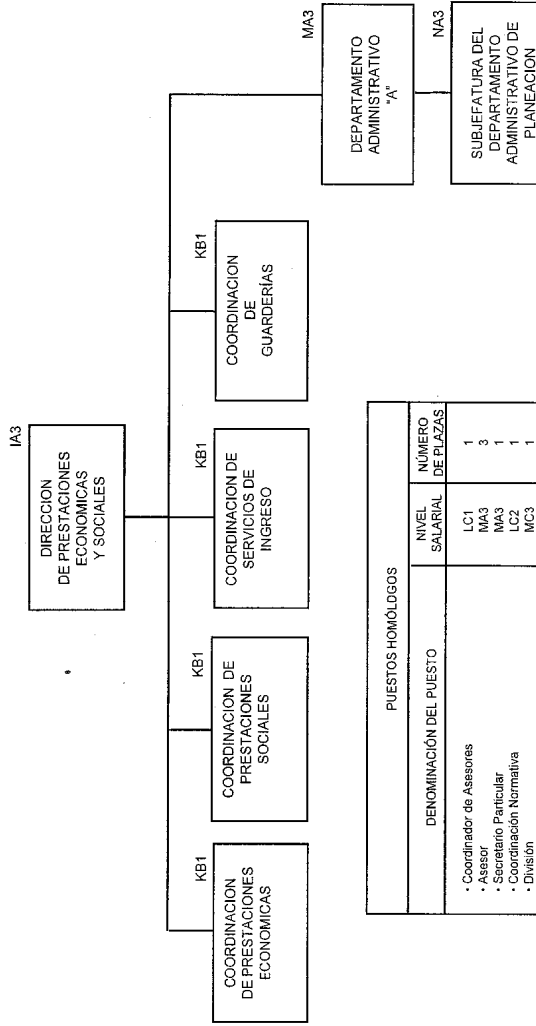 IA3
DIRECCION
DE PRESTACIONES
ECONOMICAS
Y SOCIALES
KB1
COORDINACION
DE PRESTACIONES
ECONOMICAS
KB1
COORDINACION DE
PRESTACIONES
SOCIALES
KB1
COORDINACION DE
SERVICIOS DE
INGRESO
KB1
COORDINACION
DE
GUARDERÍAS
MA3
DEPARTAMENTO
ADMINISTRATIVO
"A"
NA3
SUBJEFATURA DEL
DEPARTAMENTO
ADMINISTRATIVO DE
PLANEACION
PUESTOS HOMÓLOGOS
DENOMINACIÓN DEL PUESTO NIVEL SALARIAL NÚMERO DE PLAZAS
• Coordinador de Asesores LC1 1
• Asesor MA3 3
• Secretario Particular MA3 1
• Coordinación Normativa LC2 1
• División MC3 1